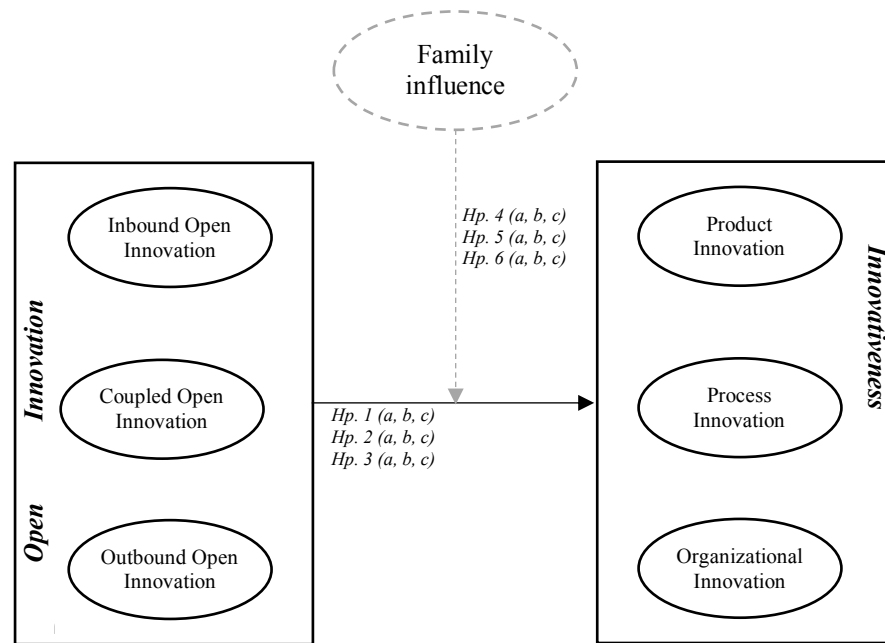 Family
influence
Inbound Open
Innovation
Coupled Open
Innovation
Outbound Open
Innovation
Open Innovation
Hp. 4 (a, b, c)
Hp. 5 (a, b, c)
Hp. 6 (a, b, c)
Hp. 1 (a, b, c)
Hp. 2 (a, b, c)
Hp. 3 (a, b, c)
Product
Innovation
Process
Innovation
Organizational
Innovation
Innovativeness